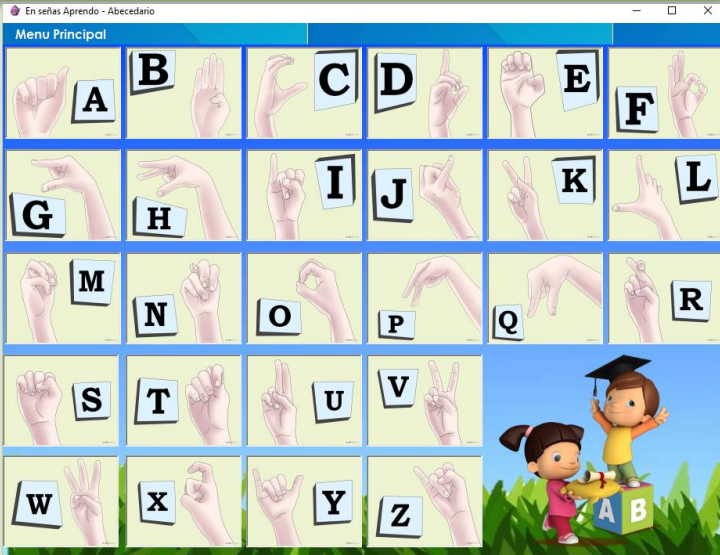 En señas Aprendo - Abecedario
Menu Principal
A B C D E F
G H I J K L
M N O P Q R
S T U V
W X Y Z
A B